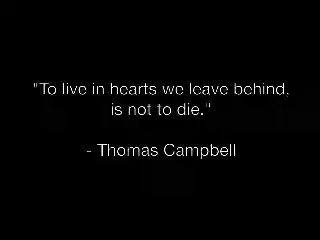 "To live in hearts we leave behind,
is not to die."
- Thomas Campbell